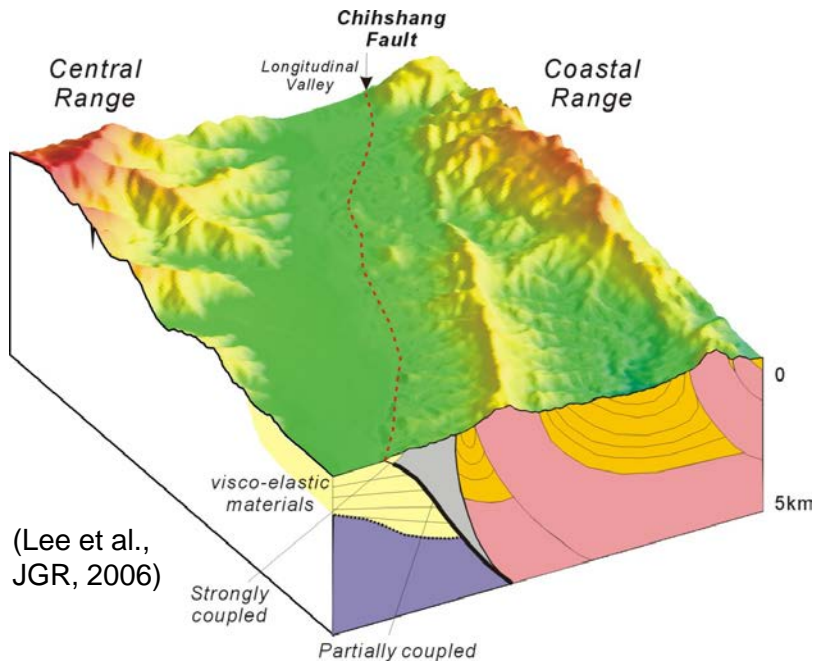 Chihshang
Fault
Central
Range
Longitudinal
Valley
Coastal
Range
0
visco-elastic
materials
5km
(Lee et al.,
JGR, 2006)
Strongly
coupled
Partially coupled